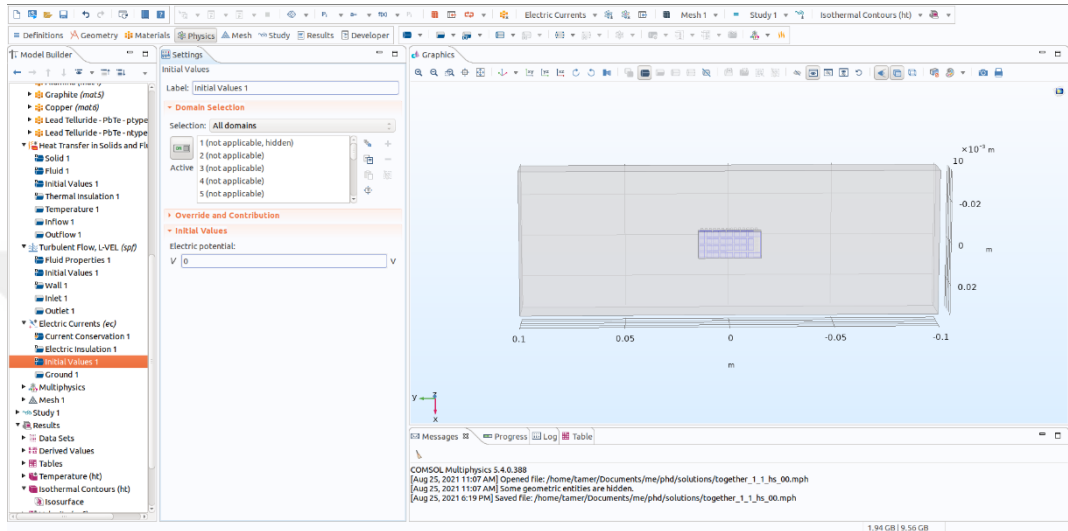 Electric Currents
Mesh 1
Study 1
Isothermal Contours (ht)
Definitions
Geometry
Materials
Physics
Mesh
Study
Results
Developer
Model Builder
Graphite (mat5)
Copper (mat6)
Lead Telluride - PbTe - ptype
Lead Telluride - PbTe - ntype
Heat Transfer in Solids and Flu
Solid 1
Fluid 1
Initial Values 1
Thermal Insulation 1
Temperature 1
Inflow 1
Outflow 1
Turbulent Flow, L-VEL (spf)
Fluid Properties 1
Initial Values 1
Wall 1
Inlet 1
Outlet 1
Electric Currents (ec)
Current Conservation 1
Electric Insulation 1
Initial Values 1
Ground 1
Multiphysics
Mesh 1
Study 1
Results
Data Sets
Derived Values
Tables
Temperature (ht)
Isothermal Contours (ht)
Isosurface
Settings
Initial Values
Label: Initial Values 1
Domain Selection
Selection: All domains
Active
1 (not applicable, hidden)
2 (not applicable)
3 (not applicable)
4 (not applicable)
5 (not applicable)
Override and Contribution
Initial Values
Electric potential:
V 0 V
Graphics
×10⁻³ m
10
-0.02
0
m
0.02
0.1
0.05
0
-0.05
-0.1
m
y
z
x
Messages
Progress
Log
Table
COMSOL Multiphysics 5.4.0.388
[Aug 25, 2021 11:07 AM] Opened file: /home/tamer/Documents/me/phd/solutions/together_1_1_hs_00.mph
[Aug 25, 2021 11:07 AM] Some geometric entities are hidden.
[Aug 25, 2021 6:19 PM] Saved file: /home/tamer/Documents/me/phd/solutions/together_1_1_hs_00.mph
1.94 GB | 9.56 GB